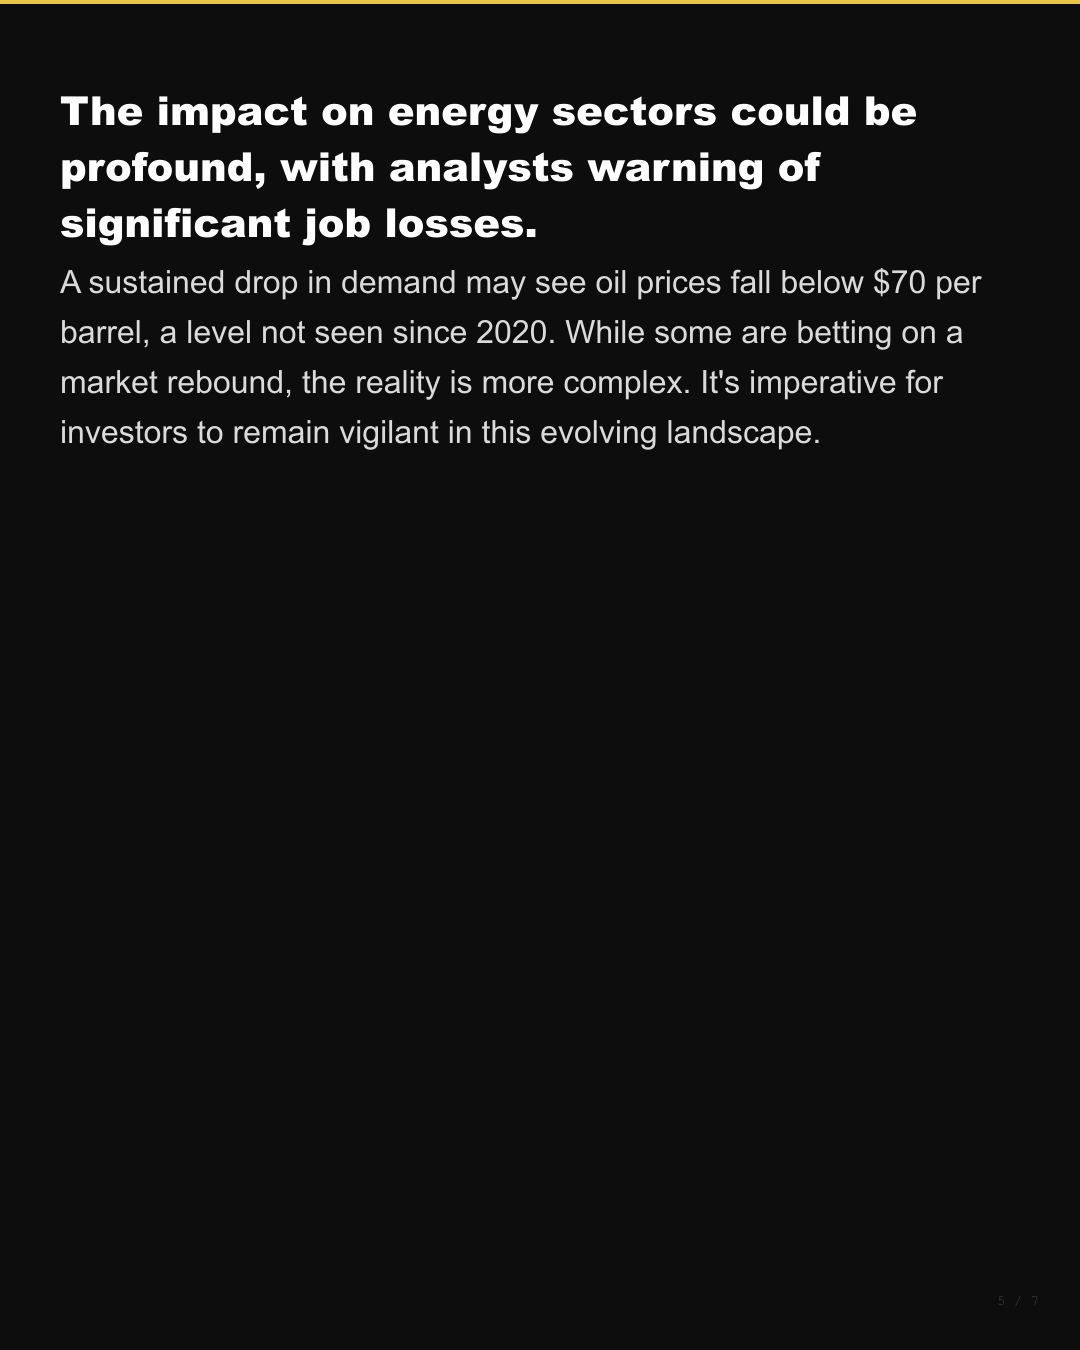 The impact on energy sectors could be
profound, with analysts warning of
significant job losses.
A sustained drop in demand may see oil prices fall below $70 per
barrel, a level not seen since 2020. While some are betting on a
market rebound, the reality is more complex. It's imperative for
investors to remain vigilant in this evolving landscape.
5 / 7